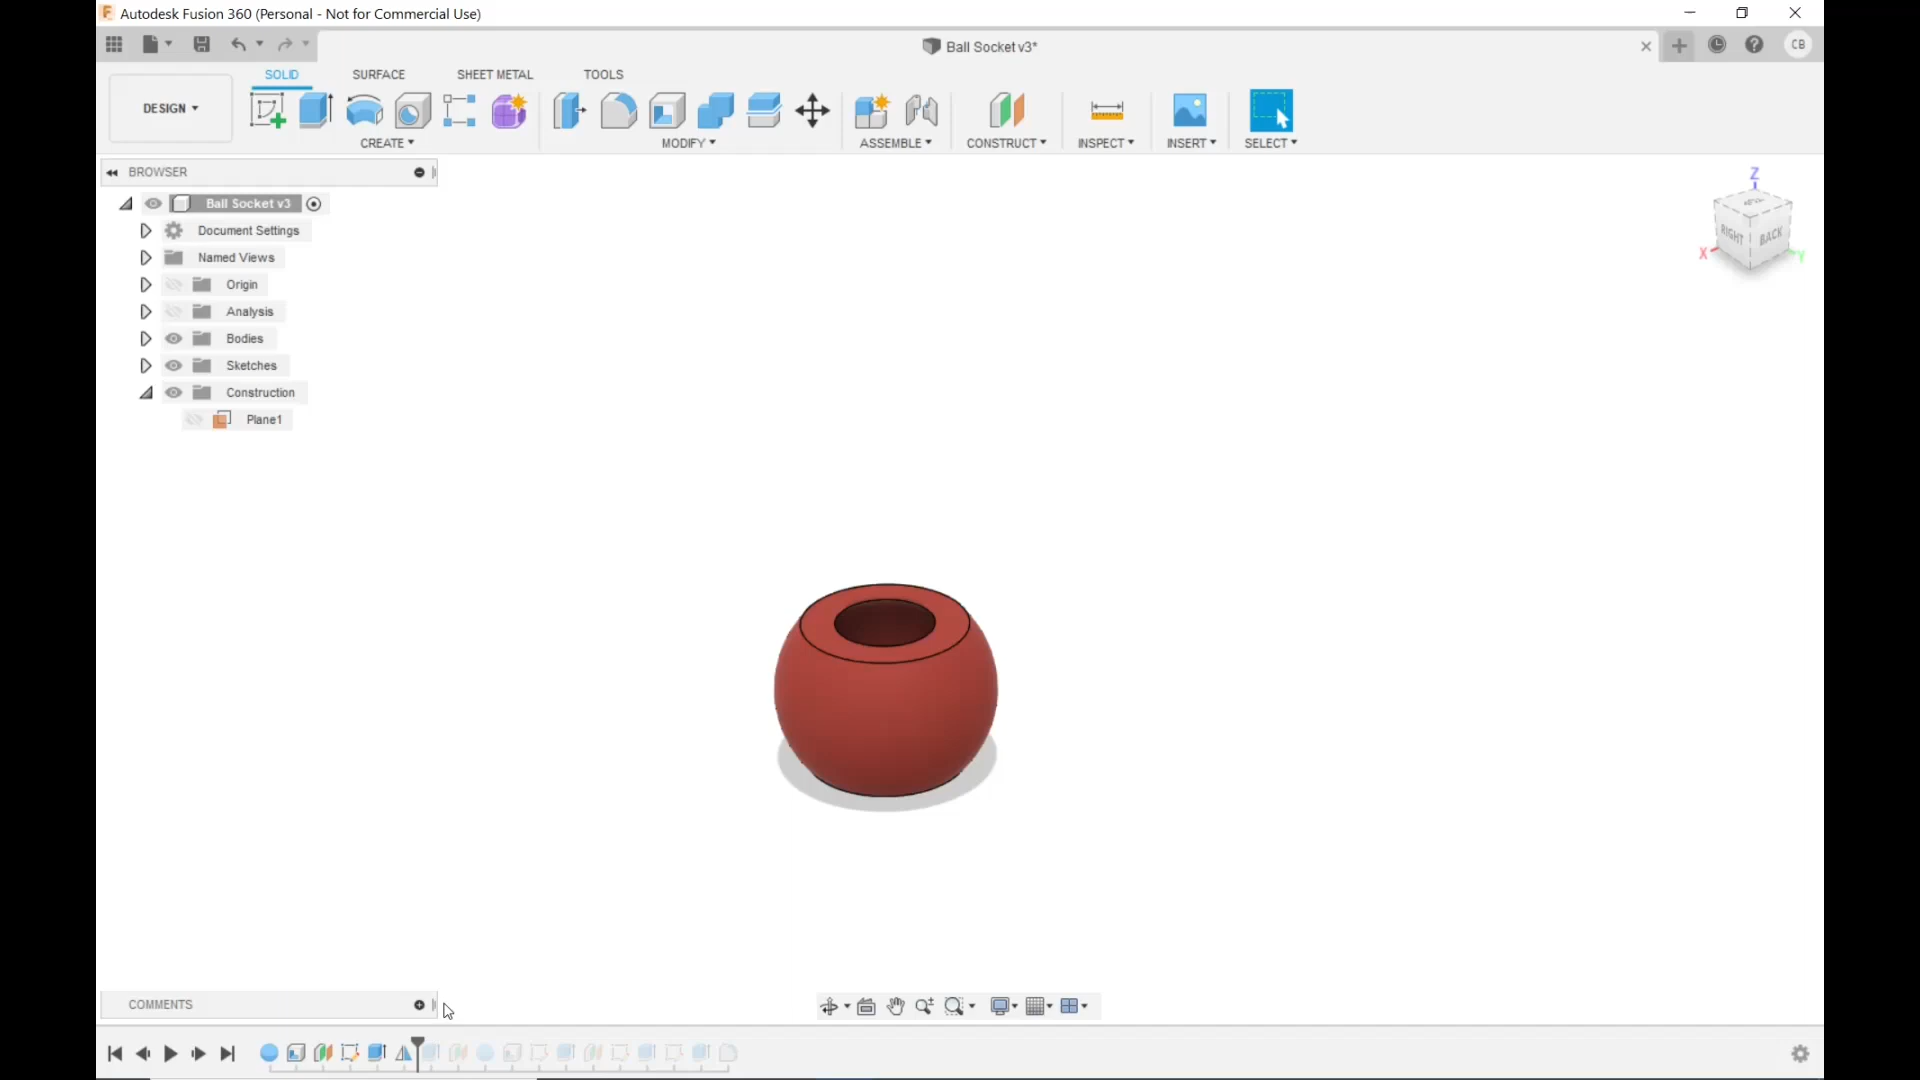 Autodesk Fusion 360 (Personal - Not for Commercial Use)
Ball Socket v3*
CB
SOLID SURFACE SHEET METAL TOOLS
DESIGN
CREATE MODIFY ASSEMBLE CONSTRUCT INSPECT INSERT SELECT
BROWSER
Ball Socket v3
Document Settings
Named Views
Origin
Analysis
Bodies
Sketches
Construction
Plane1
Z
RIGHT BACK
X Y
COMMENTS